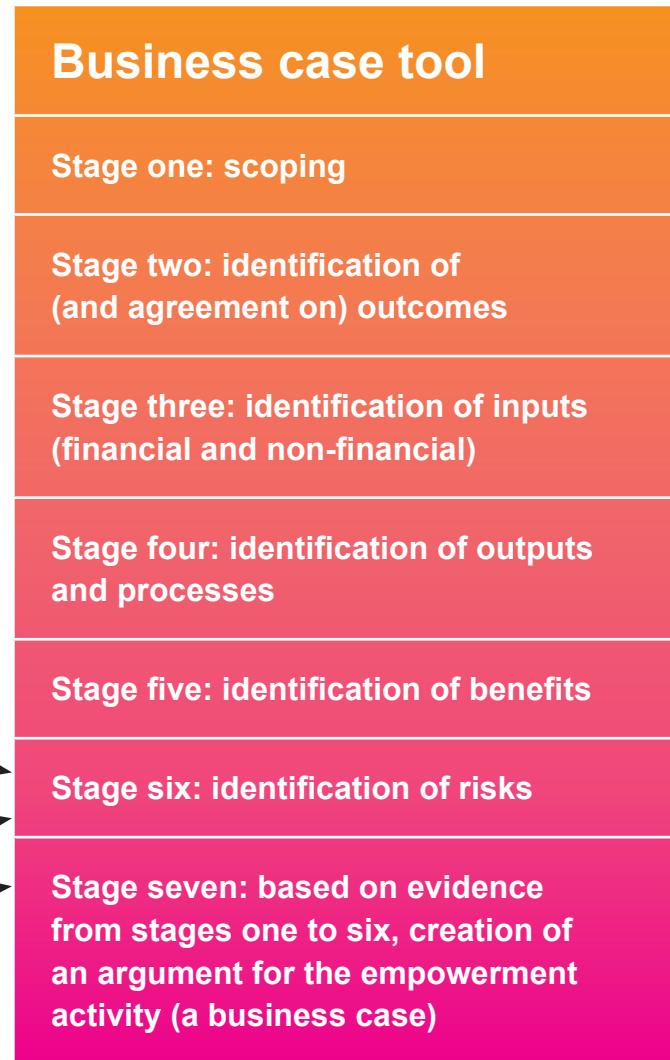 Business case tool
Stage one: scoping
Stage two: identification of
(and agreement on) outcomes
Stage three: identification of inputs
(financial and non-financial)
Stage four: identification of outputs
and processes
Stage five: identification of benefits
Stage six: identification of risks
Stage seven: based on evidence
from stages one to six, creation of
an argument for the empowerment
activity (a business case)